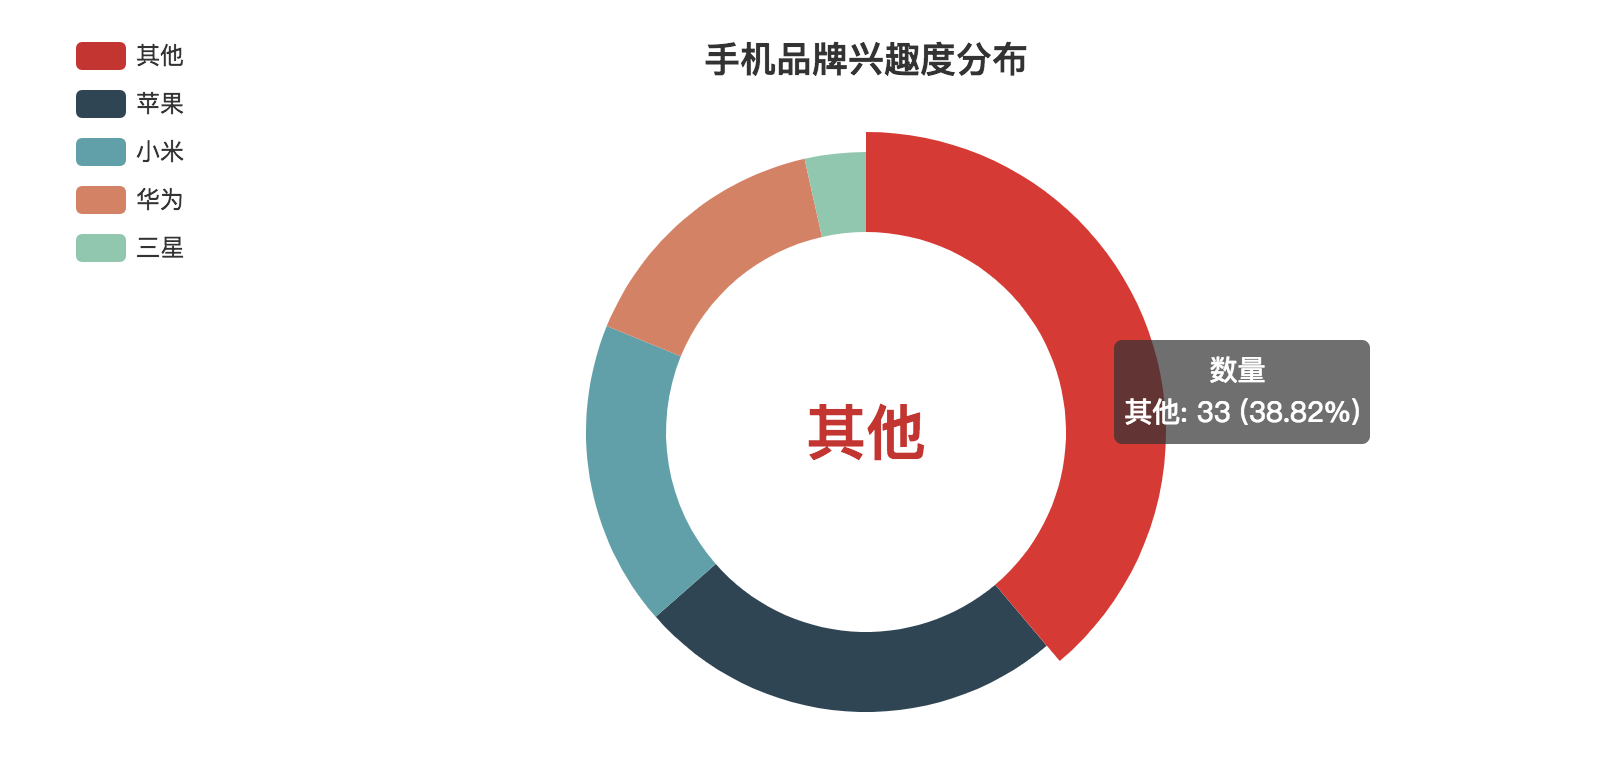 其他
苹果
小米
华为
三星
手机品牌兴趣度分布
其他
数量
其他: 33 (38.82%)